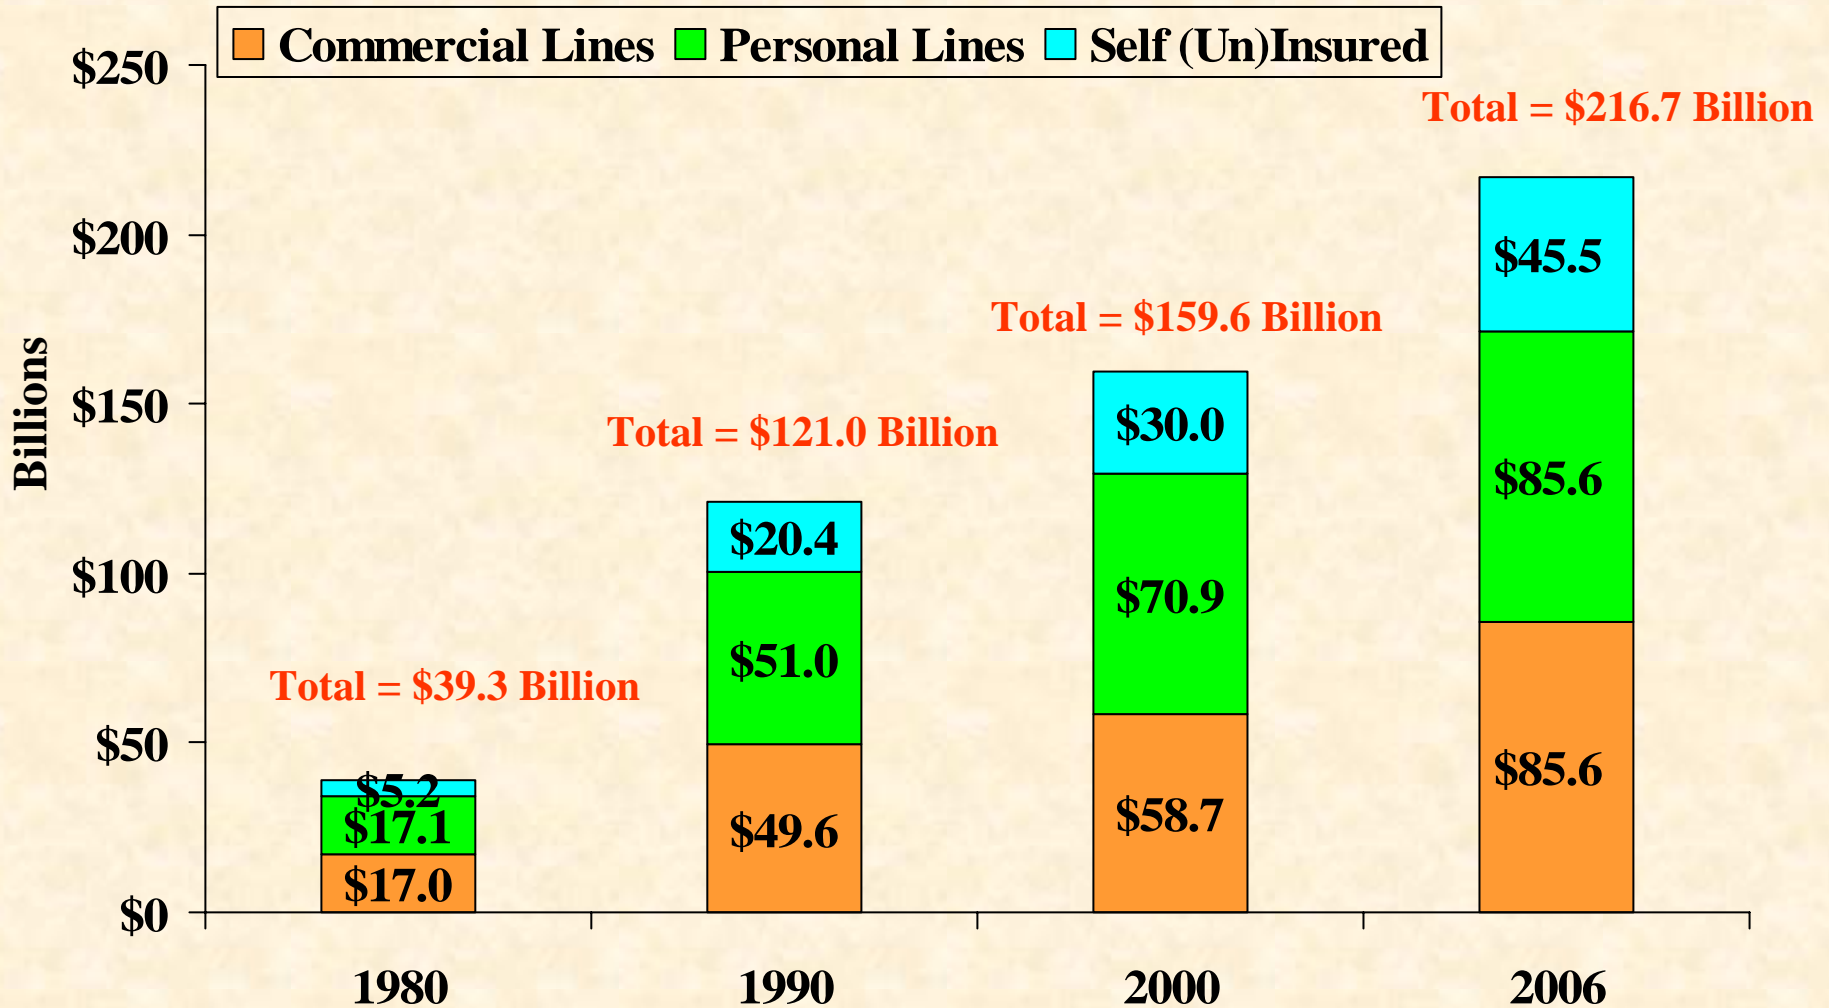 Commercial Lines Personal Lines Self (Un)Insured
$250
$200
$150
$100
$50
$0
Billions
Total = $39.3 Billion
$5.2
$17.1
$17.0
Total = $121.0 Billion
$20.4
$51.0
$49.6
Total = $159.6 Billion
$30.0
$70.9
$58.7
Total = $216.7 Billion
$45.5
$85.6
$85.6
1980 1990 2000 2006